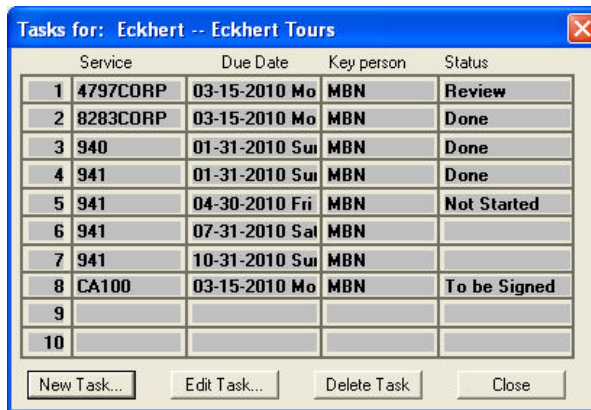 Tasks for: Eckhert -- Eckhert Tours
Service Due Date Key person Status
1 4797CORP 03-15-2010 Mo MBN Review
2 8283CORP 03-15-2010 Mo MBN Done
3 940 01-31-2010 Su MBN Done
4 941 01-31-2010 Su MBN Done
5 941 04-30-2010 Fri MBN Not Started
6 941 07-31-2010 Sat MBN
7 941 10-31-2010 Su MBN
8 CA100 03-15-2010 Mo MBN To be Signed
9
10
New Task... Edit Task... Delete Task Close